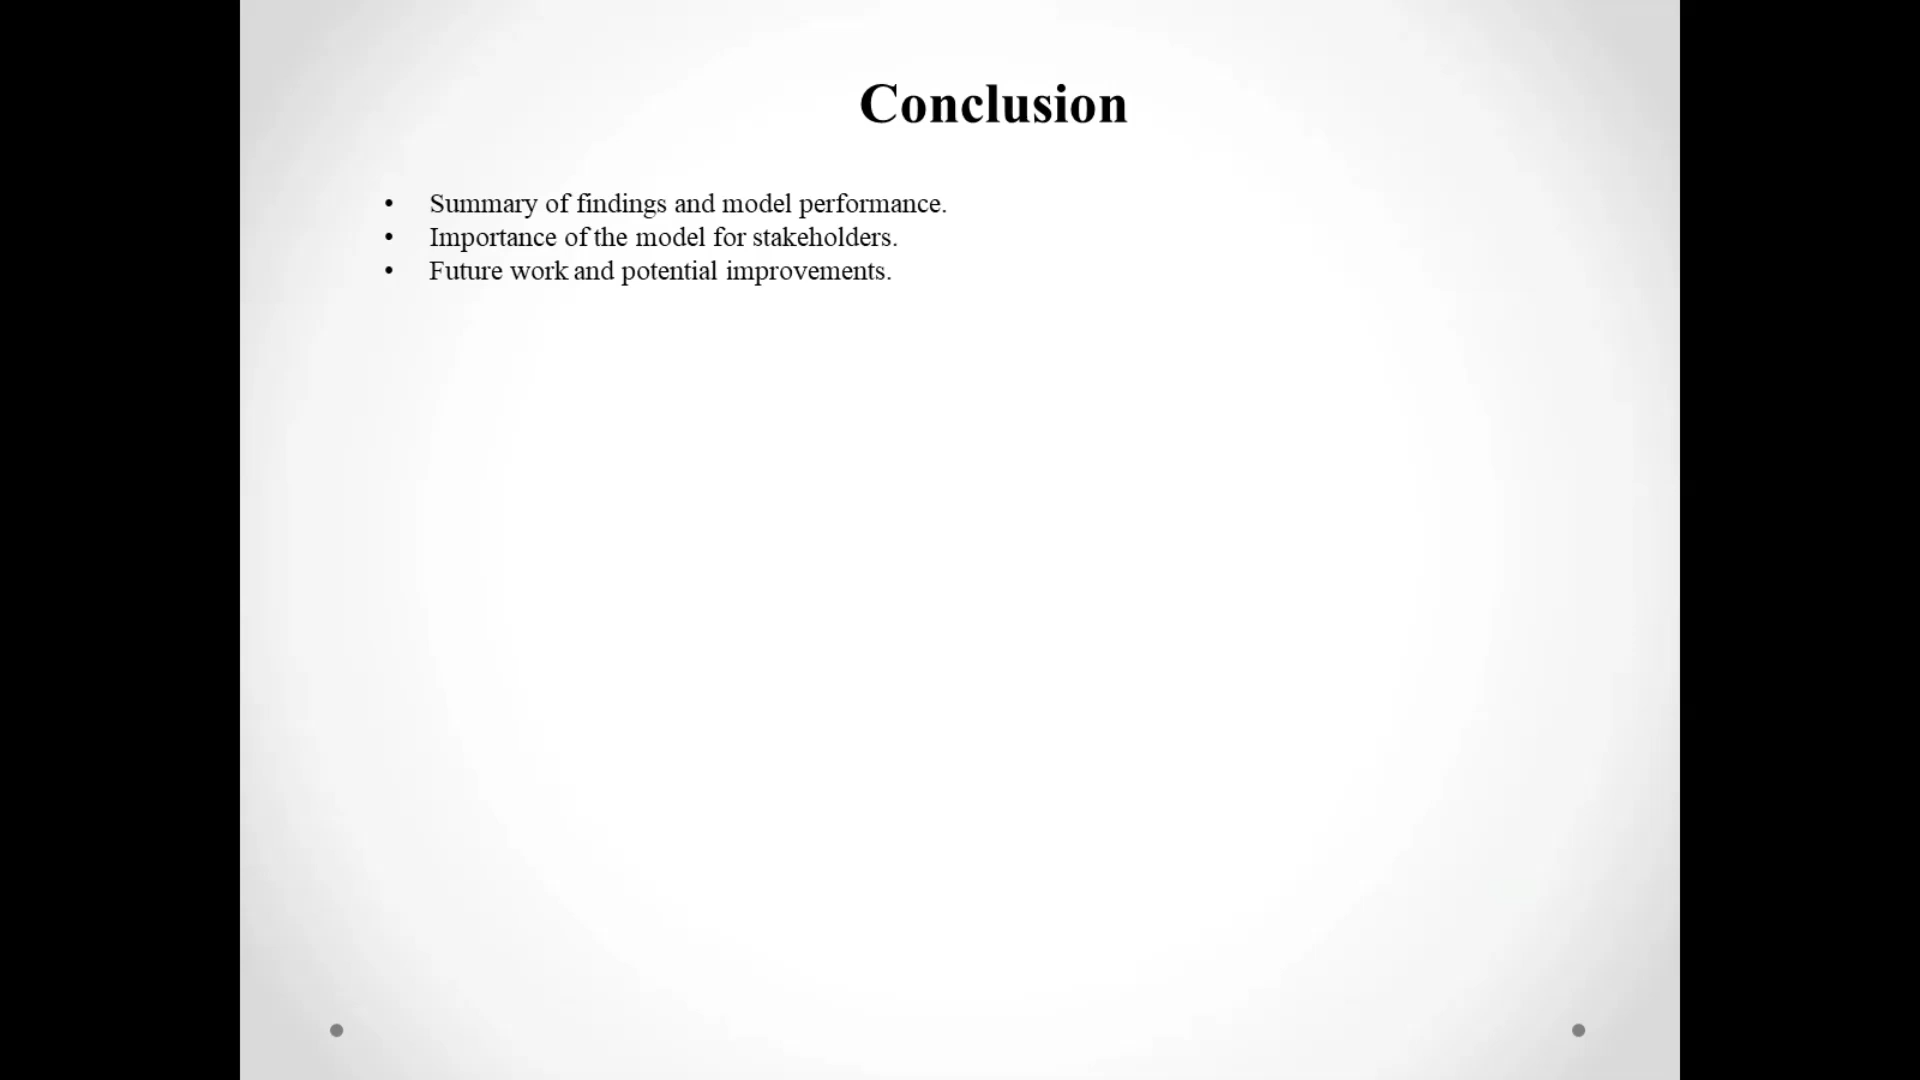 Conclusion
• Summary of findings and model performance.
• Importance of the model for stakeholders.
• Future work and potential improvements.